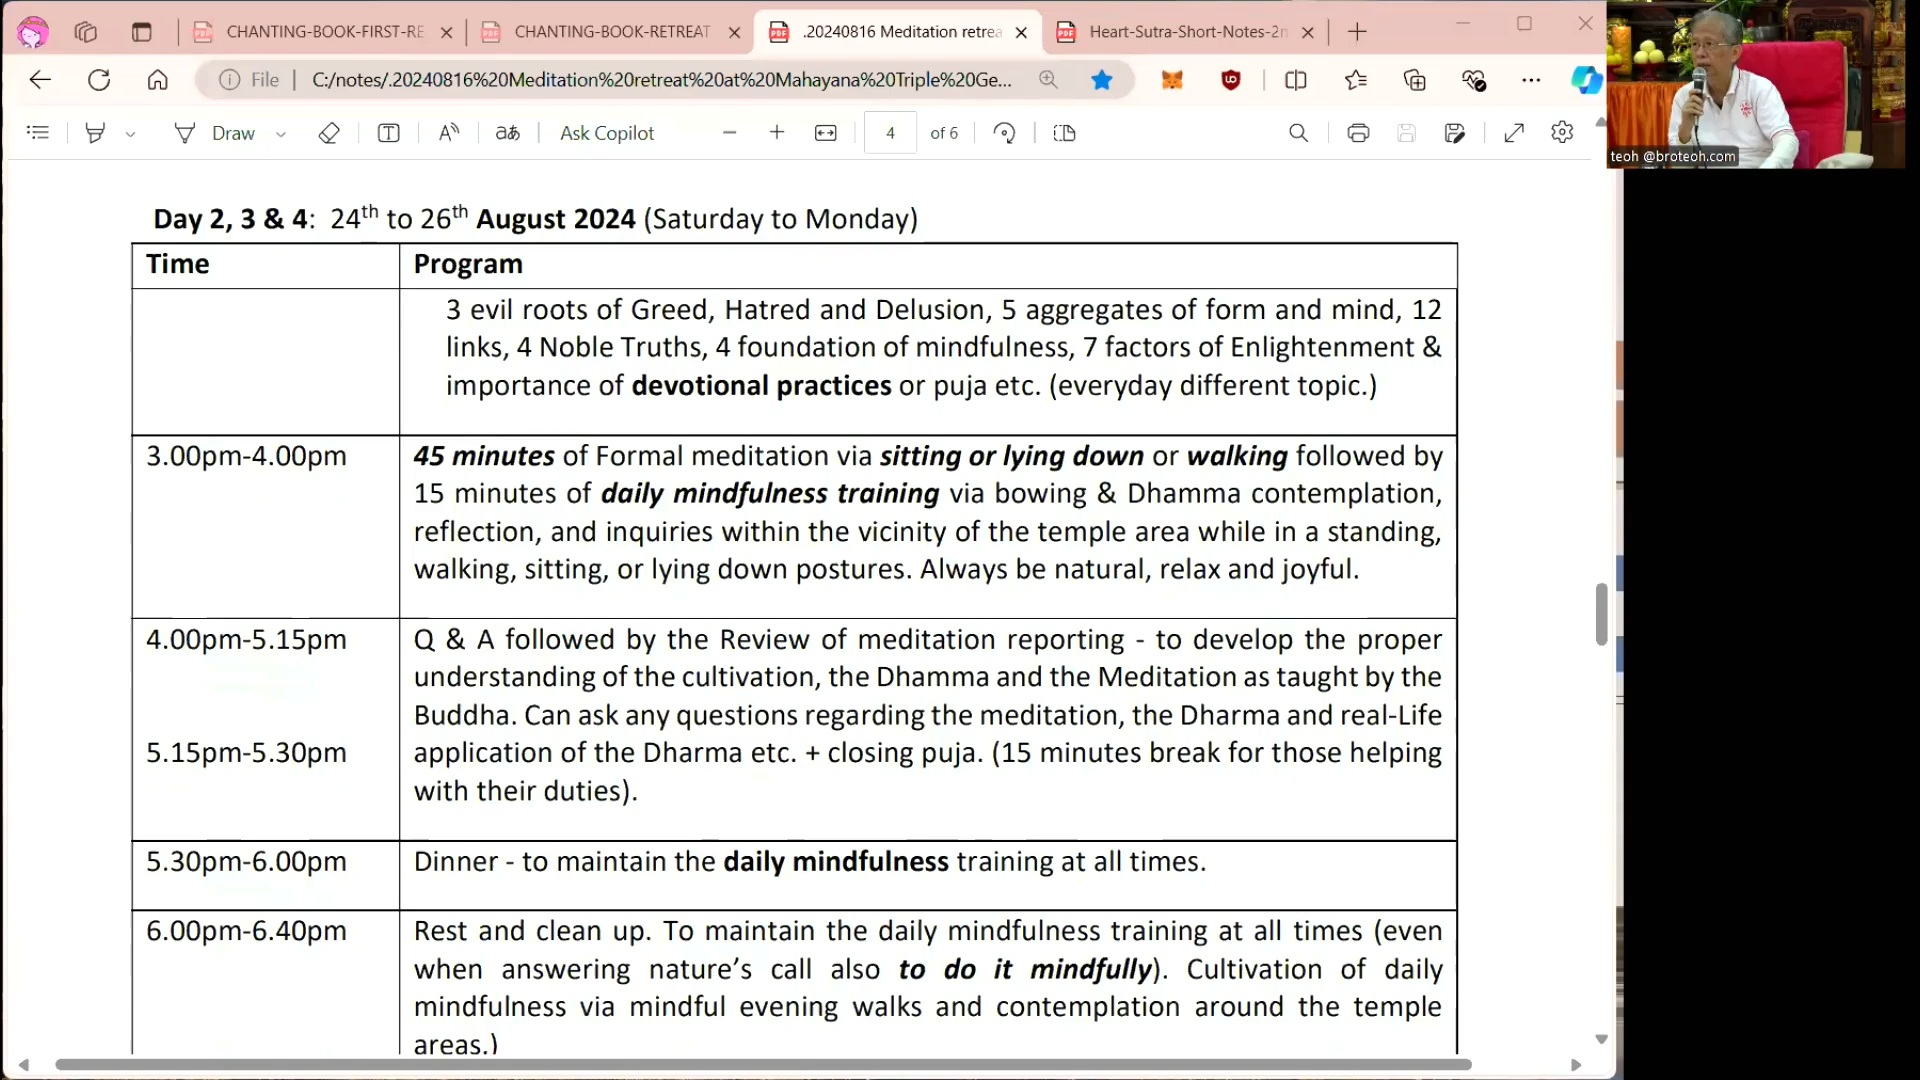 CHANTING-BOOK-FIRST-RE
CHANTING-BOOK-RETREAT
.20240816 Meditation retrea
Heart-Sutra-Short-Notes-2n
File
C:/notes/.20240816%20Meditation%20retreat%20at%20Mahayana%20Triple%20Ge...
Draw
Ask Copilot
4
of 6
teoh @broteoh.com
Day 2, 3 & 4: 24th to 26th August 2024 (Saturday to Monday)
Time
Program
3 evil roots of Greed, Hatred and Delusion, 5 aggregates of form and mind, 12
links, 4 Noble Truths, 4 foundation of mindfulness, 7 factors of Enlightenment &
importance of devotional practices or puja etc. (everyday different topic.)
3.00pm-4.00pm
45 minutes of Formal meditation via sitting or lying down or walking followed by
15 minutes of daily mindfulness training via bowing & Dhamma contemplation,
reflection, and inquiries within the vicinity of the temple area while in a standing,
walking, sitting, or lying down postures. Always be natural, relax and joyful.
4.00pm-5.15pm
Q & A followed by the Review of meditation reporting - to develop the proper
understanding of the cultivation, the Dhamma and the Meditation as taught by the
Buddha. Can ask any questions regarding the meditation, the Dharma and real-Life
5.15pm-5.30pm
application of the Dharma etc. + closing puja. (15 minutes break for those helping
with their duties).
5.30pm-6.00pm
Dinner - to maintain the daily mindfulness training at all times.
6.00pm-6.40pm
Rest and clean up. To maintain the daily mindfulness training at all times (even
when answering nature’s call also to do it mindfully). Cultivation of daily
mindfulness via mindful evening walks and contemplation around the temple
areas.)